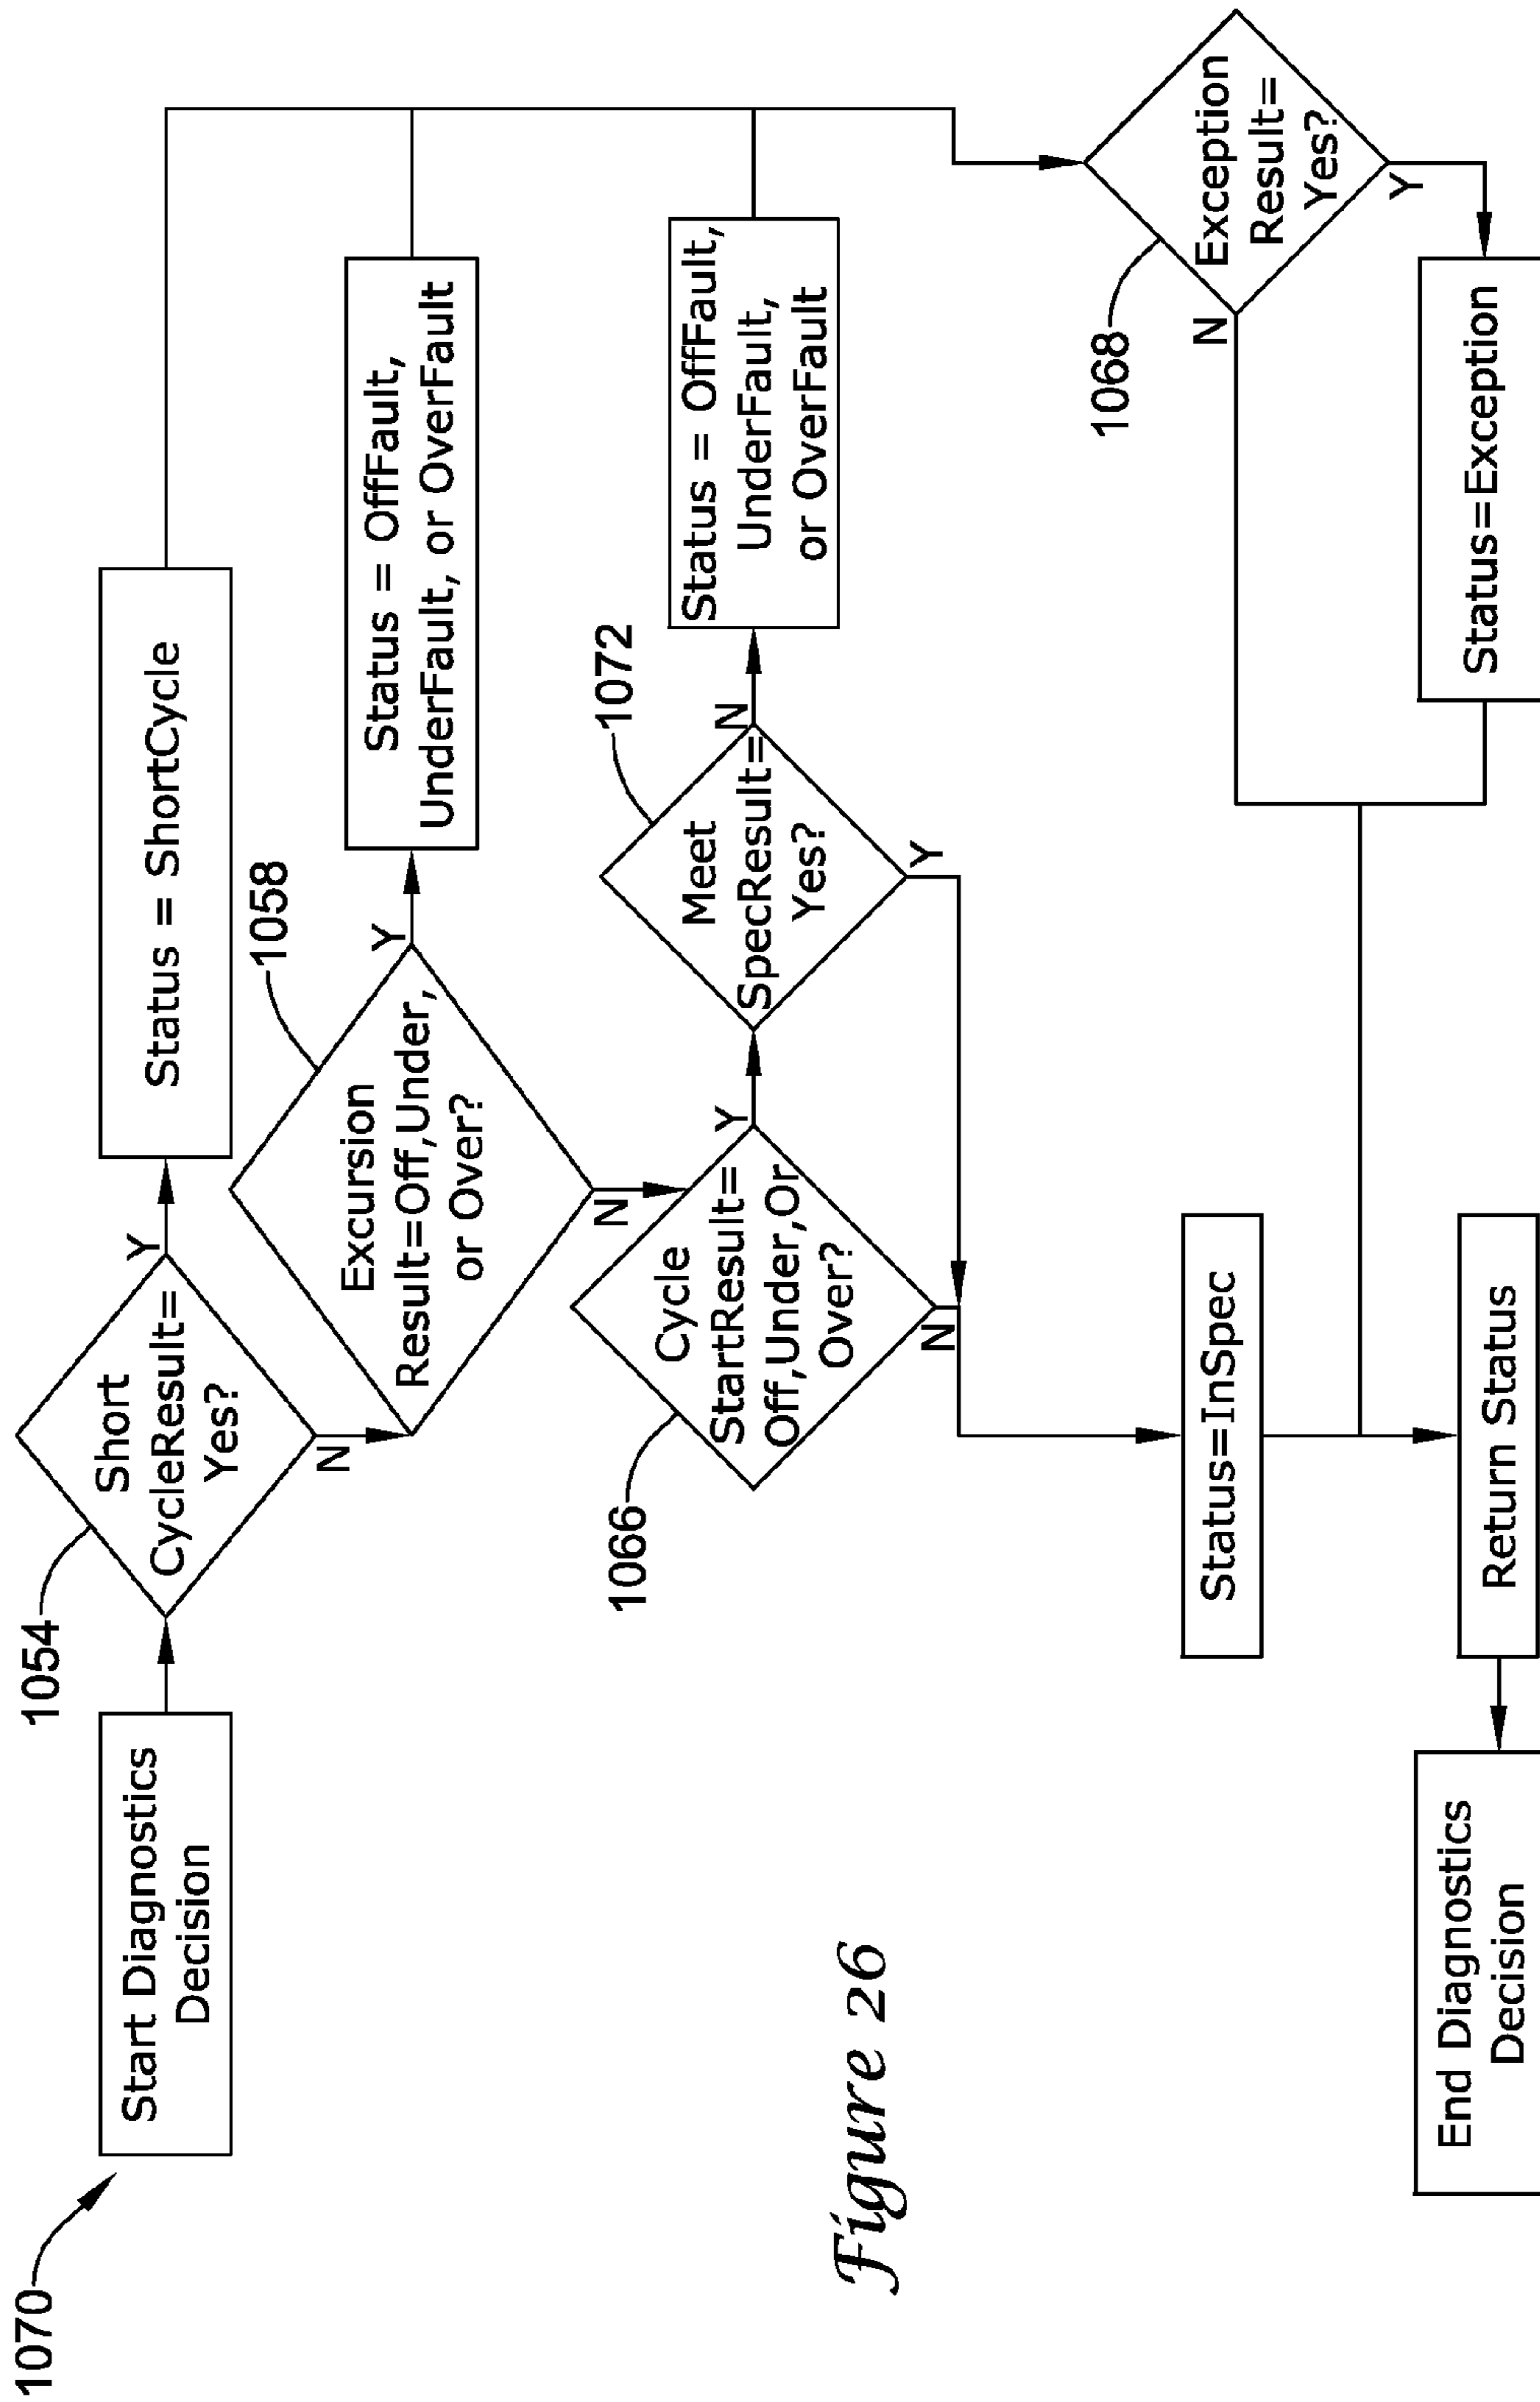 1070
Start Diagnostics
Decision
1054
Short
CycleResult=
Yes?
Y
N
Status = ShortCycle
1058
Excursion
Result=Off,Under,
or Over?
Y
N
Status = OffFault,
UnderFault, or OverFault
1066
Cycle
StartResult=
Off,Under,Or
Over?
Y
N
1072
Meet
SpecResult=
Yes?
N
Y
Status = OffFault,
UnderFault,
or OverFault
1068
Exception
Result=
Yes?
N
Y
Status=InSpec
Status=Exception
Return Status
End Diagnostics
Decision
Figure 26